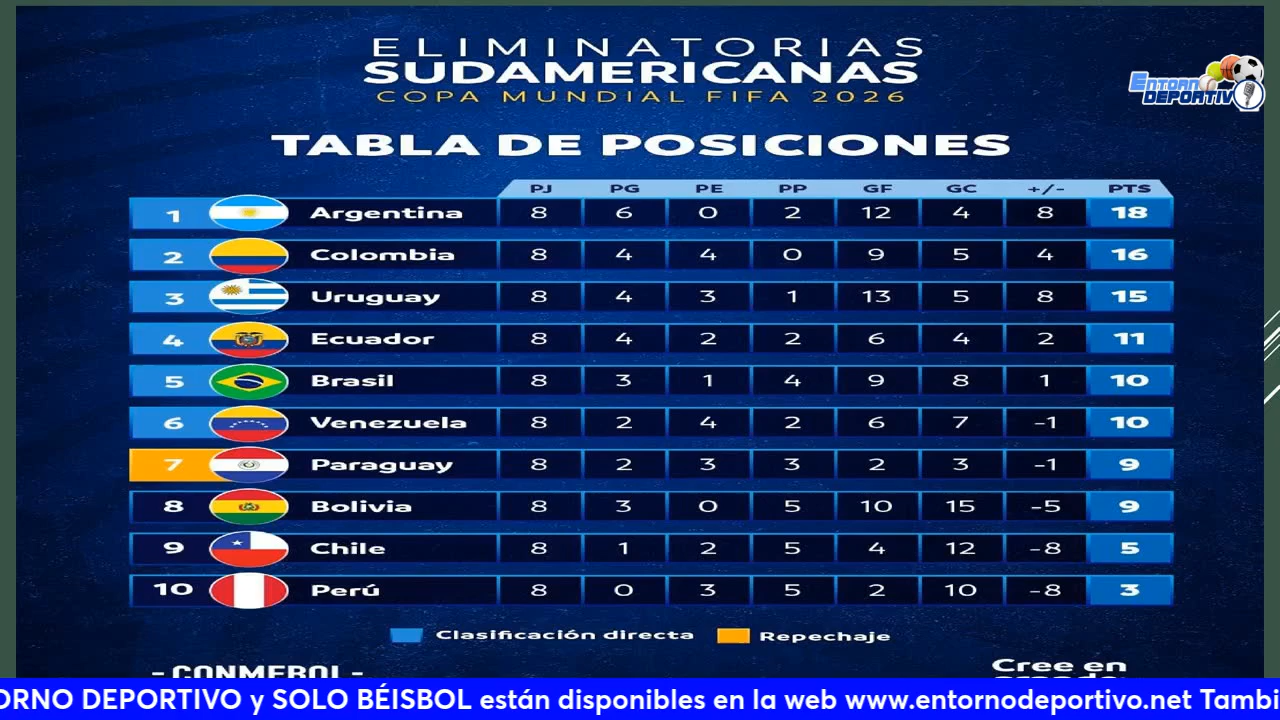 ELIMINATORIAS
SUDAMERICANAS
COPA MUNDIAL FIFA 2026
ENTORNO
DEPORTIVO
TABLA DE POSICIONES
PJ PG PE PP GF GC +/- PTS
1 Argentina 8 6 0 2 12 4 8 18
2 Colombia 8 4 4 0 9 5 4 16
3 Uruguay 8 4 3 1 13 5 8 15
4 Ecuador 8 4 2 2 6 4 2 11
5 Brasil 8 3 1 4 9 8 1 10
6 Venezuela 8 2 4 2 6 7 -1 10
7 Paraguay 8 2 3 3 2 3 -1 9
8 Bolivia 8 3 0 5 10 15 -5 9
9 Chile 8 1 2 5 4 12 -8 5
10 Perú 8 0 3 5 2 10 -8 3
Clasificación directa Repechaje
- CONMEBOL -
Cree en
grande
ORNO DEPORTIVO y SOLO BÉISBOL están disponibles en la web www.entornodeportivo.net Tambi